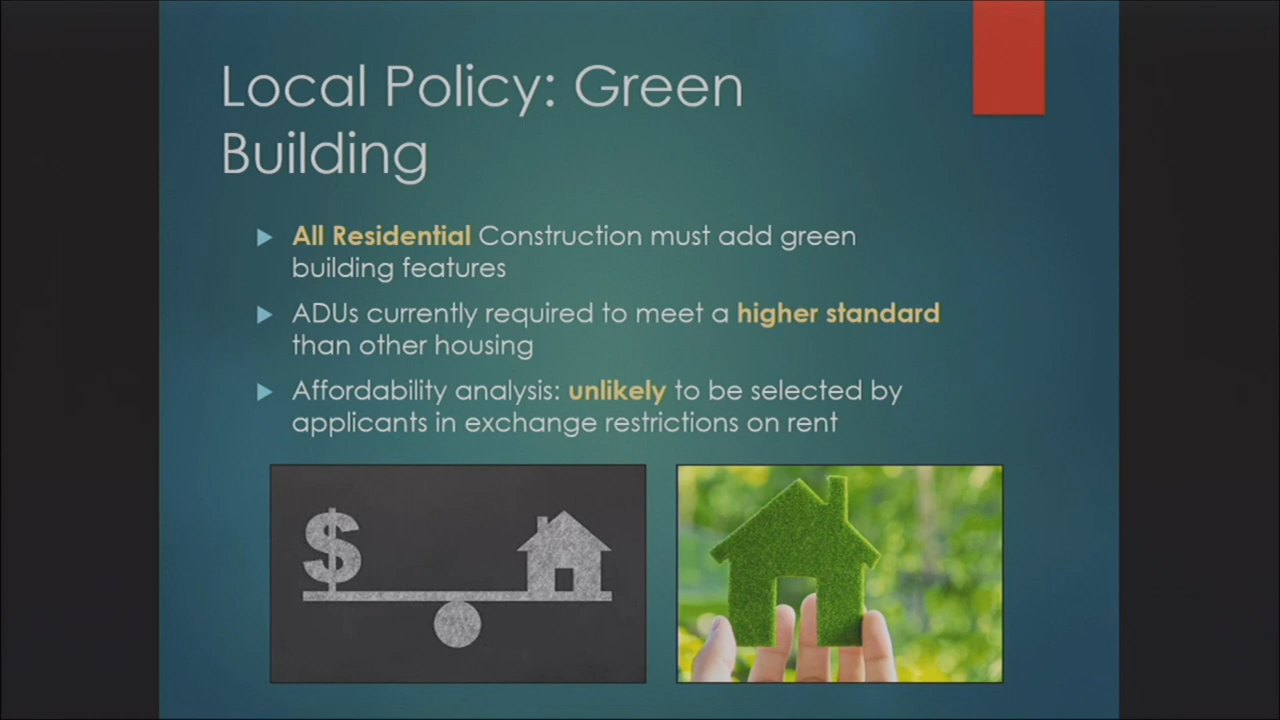 Local Policy: Green
Building
All Residential Construction must add green
building features
ADUs currently required to meet a higher standard
than other housing
Affordability analysis: unlikely to be selected by
applicants in exchange restrictions on rent
$